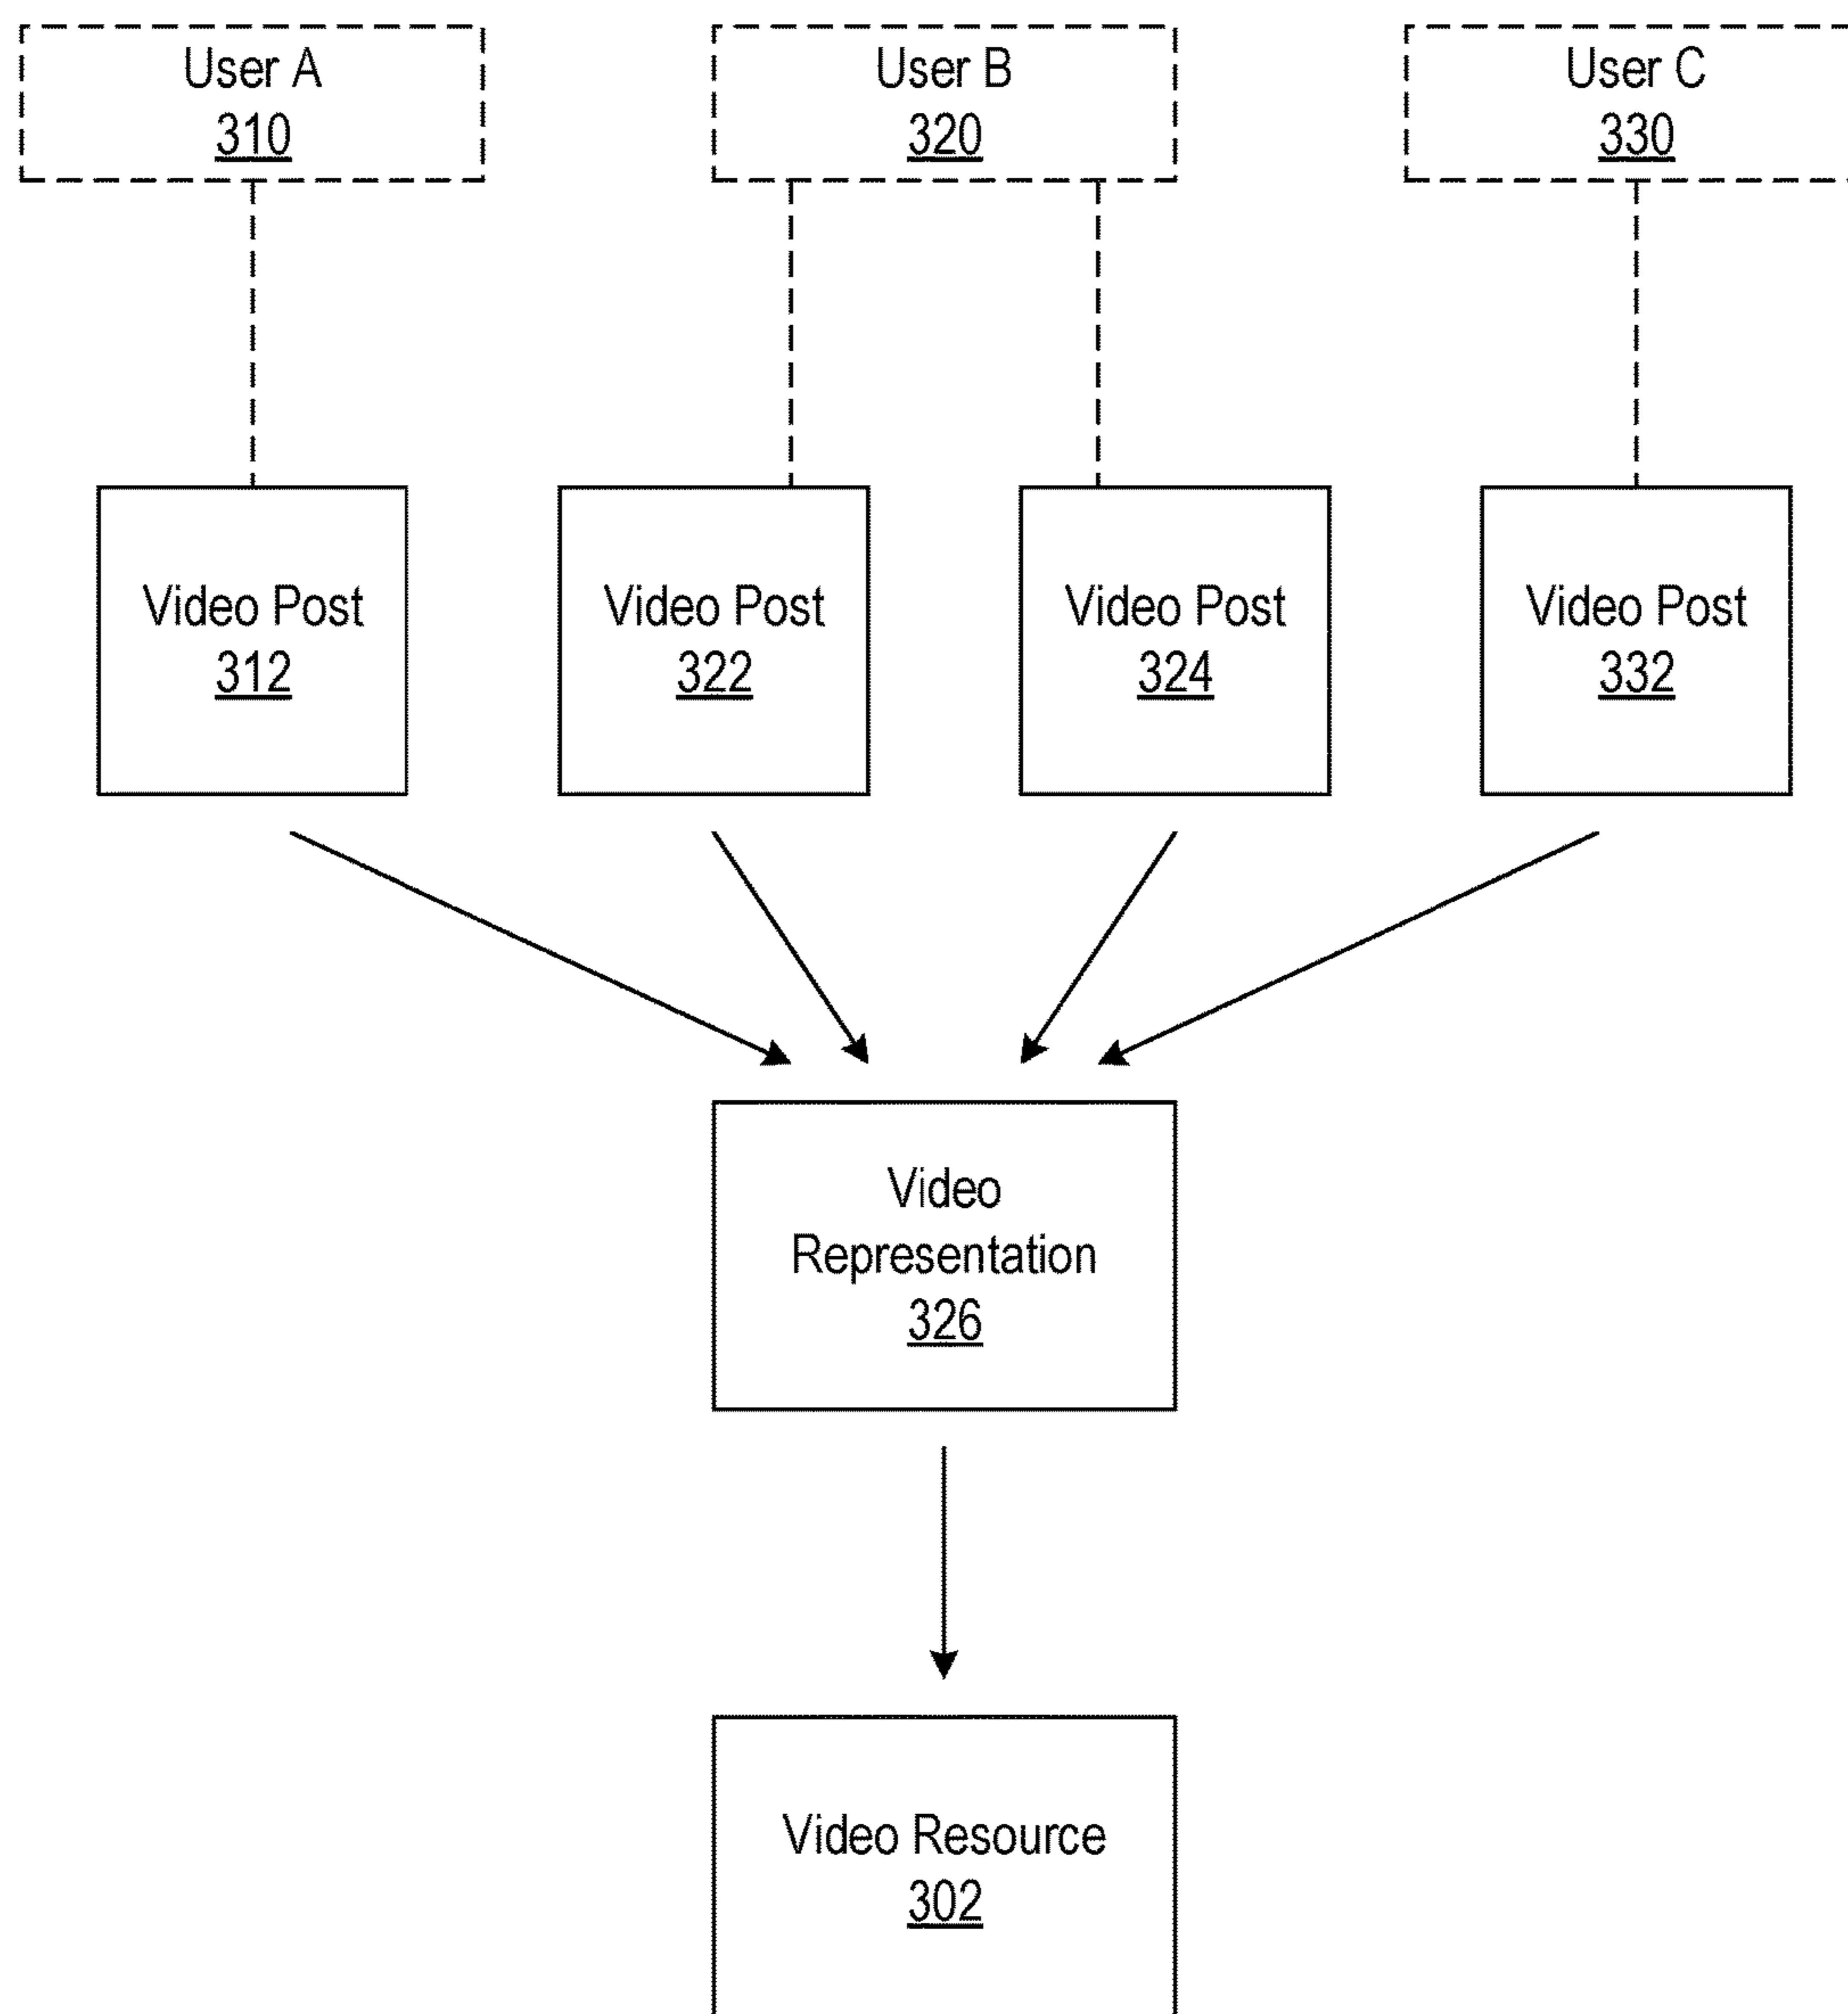 User A
310
User B
320
User C
330
Video Post
312
Video Post
322
Video Post
324
Video Post
332
Video
Representation
326
Video Resource
302